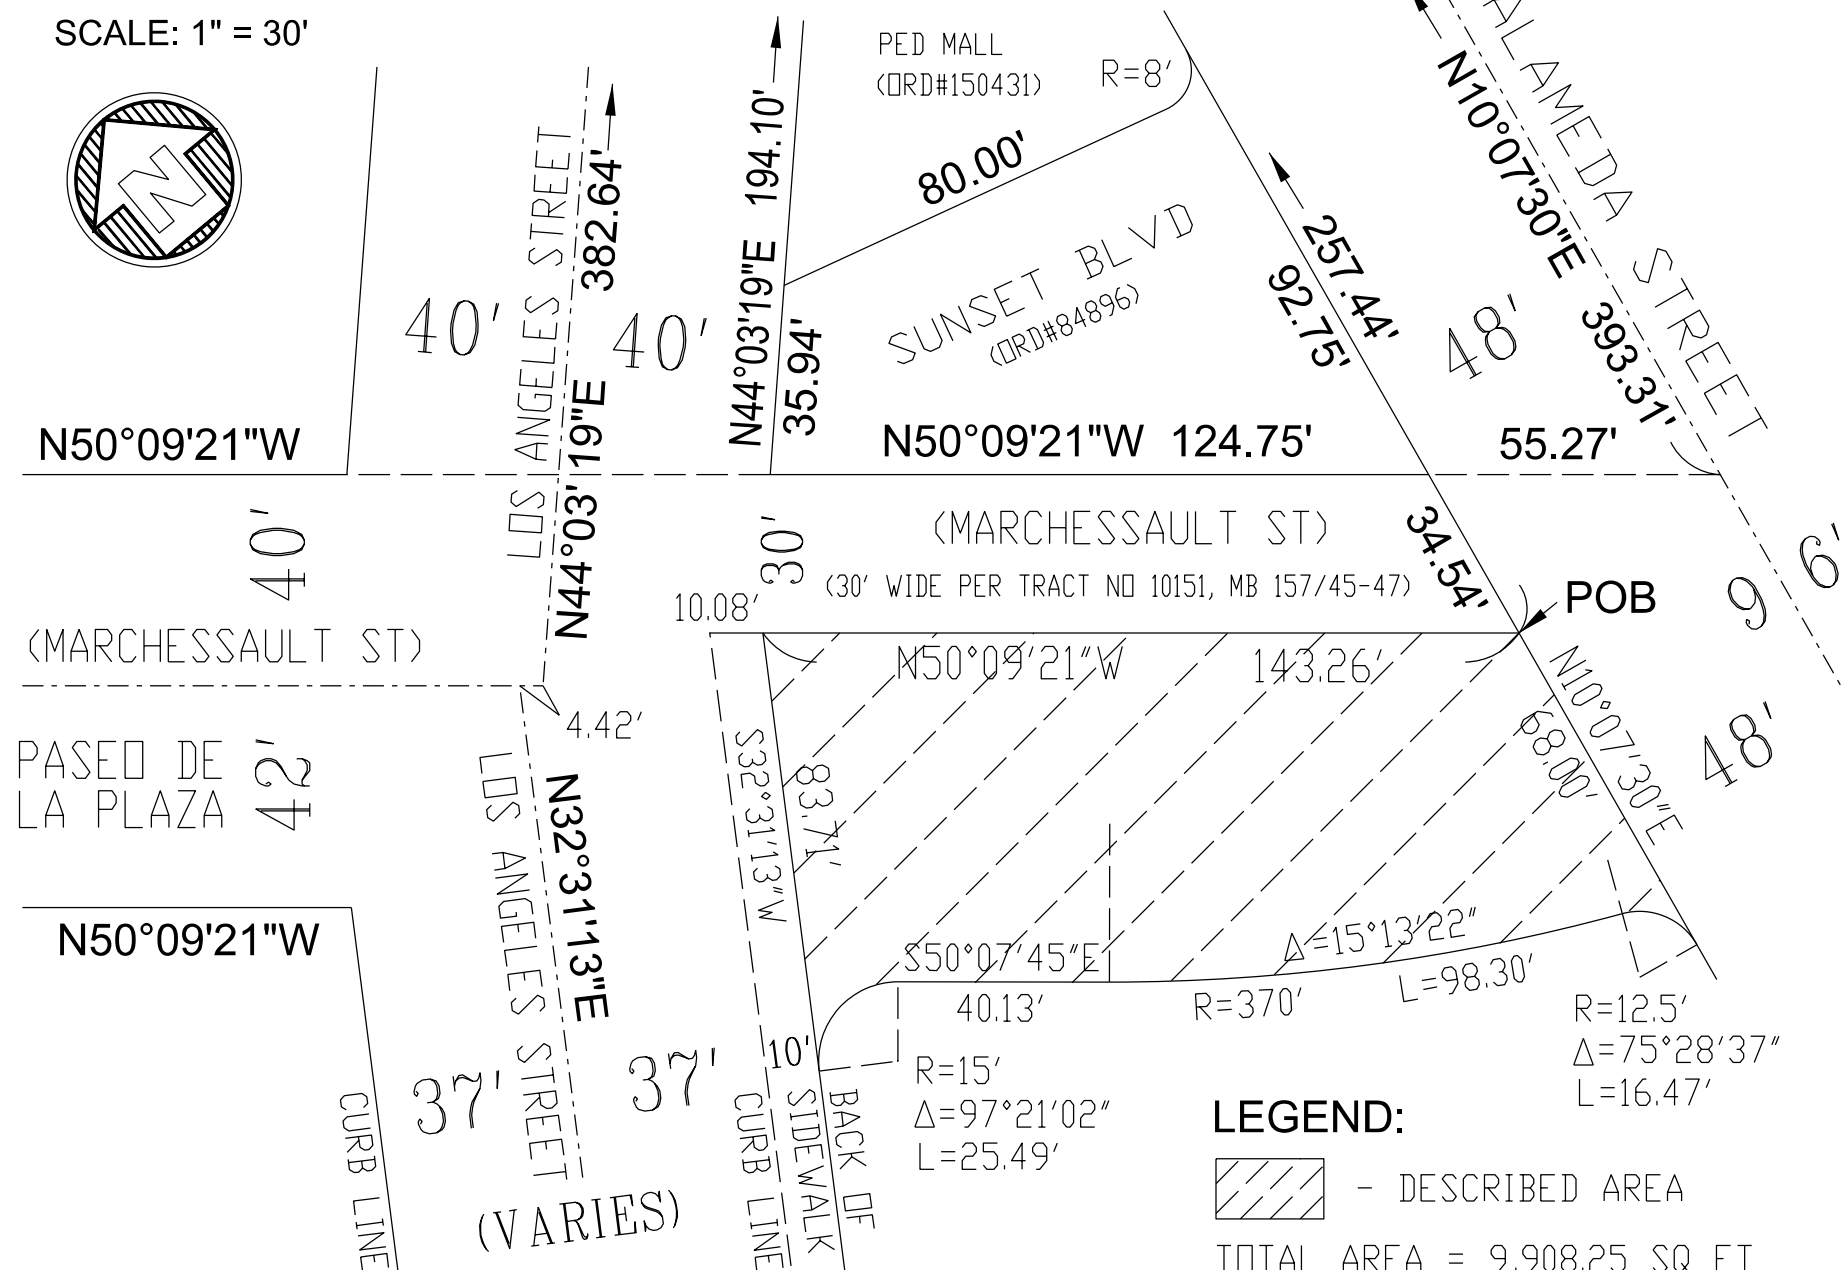 SCALE: 1" = 30'
N
PED MALL
(ORD#150431)
R=8'
80.00'
SUNSET BLVD
(ORD#84896)
ALAMEDA STREET
N10°07'30"E 393.31'
257.44'
92.75'
48'
LOS ANGELES STREET
382.64'
N44°03'19"E
N44°03'19"E 194.10'
35.94'
40'
40'
N50°09'21"W
N50°09'21"W 124.75'
55.27'
40'
30'
(MARCHESSAULT ST)
(30' WIDE PER TRACT NO 10151, MB 157/45-47)
34.54'
POB
96'
10.08'
(MARCHESSAULT ST)
N50°09'21"W 143.26'
N10°07'30"E
68.00'
48'
4.42'
PASEO DE
LA PLAZA
42'
LOS ANGELES STREET
N32°31'13"E
S32°31'13"W
83.71'
N50°09'21"W
S50°07'45"E
40.13'
Δ=15°13'22"
R=370'
L=98.30'
R=12.5'
Δ=75°28'37"
L=16.47'
37'
37'
10'
R=15'
Δ=97°21'02"
L=25.49'
CURB LINE
CURB LINE
BACK OF
SIDEWALK
(VARIES)
LEGEND:
- DESCRIBED AREA
TOTAL AREA = 9,908.25 SQ FT